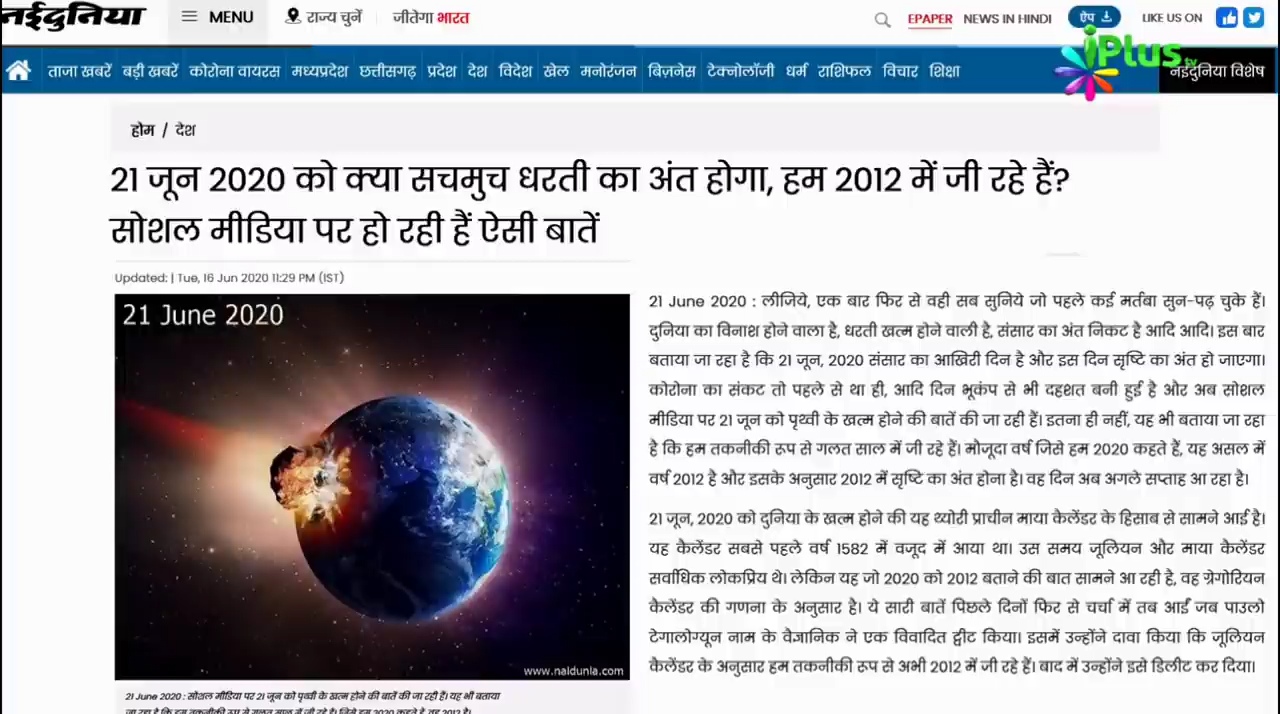 नईदुनिया
MENU
राज्य चुनें
जीतेगा भारत
EPAPER
NEWS IN HINDI
ऐप
LIKE US ON
iPlus tv
ताजा खबरें बड़ी खबरें कोरोना वायरस मध्यप्रदेश छत्तीसगढ़ प्रदेश देश विदेश खेल मनोरंजन बिज़नेस टेक्नोलॉजी धर्म राशिफल विचार शिक्षा
नईदुनिया विशेष
होम / देश
21 जून 2020 को क्या सचमुच धरती का अंत होगा, हम 2012 में जी रहे हैं?
सोशल मीडिया पर हो रही हैं ऐसी बातें
Updated: | Tue, 16 Jun 2020 11:29 PM (IST)
21 June 2020
www.naidunia.com
21 June 2020 : सोशल मीडिया पर 21 जून को पृथ्वी के खत्म होने की बातें की जा रही हैं। यह भी बताया
21 June 2020 : लीजिये, एक बार फिर से वही सब सुनिये जो पहले कई मर्तबा सुन-पढ़ चुके हैं।
दुनिया का विनाश होने वाला है, धरती खत्म होने वाली है, संसार का अंत निकट है आदि आदि। इस बार
बताया जा रहा है कि 21 जून, 2020 संसार का आखिरी दिन है और इस दिन सृष्टि का अंत हो जाएगा।
कोरोना का संकट तो पहले से था ही, आदि दिन भूकंप से भी दहशत बनी हुई है और अब सोशल
मीडिया पर 21 जून को पृथ्वी के खत्म होने की बातें की जा रही हैं। इतना ही नहीं, यह भी बताया जा रहा
है कि हम तकनीकी रूप से गलत साल में जी रहे हैं। मौजूदा वर्ष जिसे हम 2020 कहते हैं, यह असल में
वर्ष 2012 है और इसके अनुसार 2012 में सृष्टि का अंत होना है। वह दिन अब अगले सप्ताह आ रहा है।
21 जून, 2020 को दुनिया के खत्म होने की यह थ्योरी प्राचीन माया कैलेंडर के हिसाब से सामने आई है।
यह कैलेंडर सबसे पहले वर्ष 1582 में वजूद में आया था। उस समय जूलियन और माया कैलेंडर
सर्वाधिक लोकप्रिय थे। लेकिन यह जो 2020 को 2012 बताने की बात सामने आ रही है, वह ग्रेगोरियन
कैलेंडर की गणना के अनुसार है। ये सारी बातें पिछले दिनों फिर से चर्चा में तब आईं जब पाउलो
टेगालोग्यून नाम के वैज्ञानिक ने एक विवादित ट्वीट किया। इसमें उन्होंने दावा किया कि जूलियन
कैलेंडर के अनुसार हम तकनीकी रूप से अभी 2012 में जी रहे हैं। बाद में उन्होंने इसे डिलीट कर दिया।